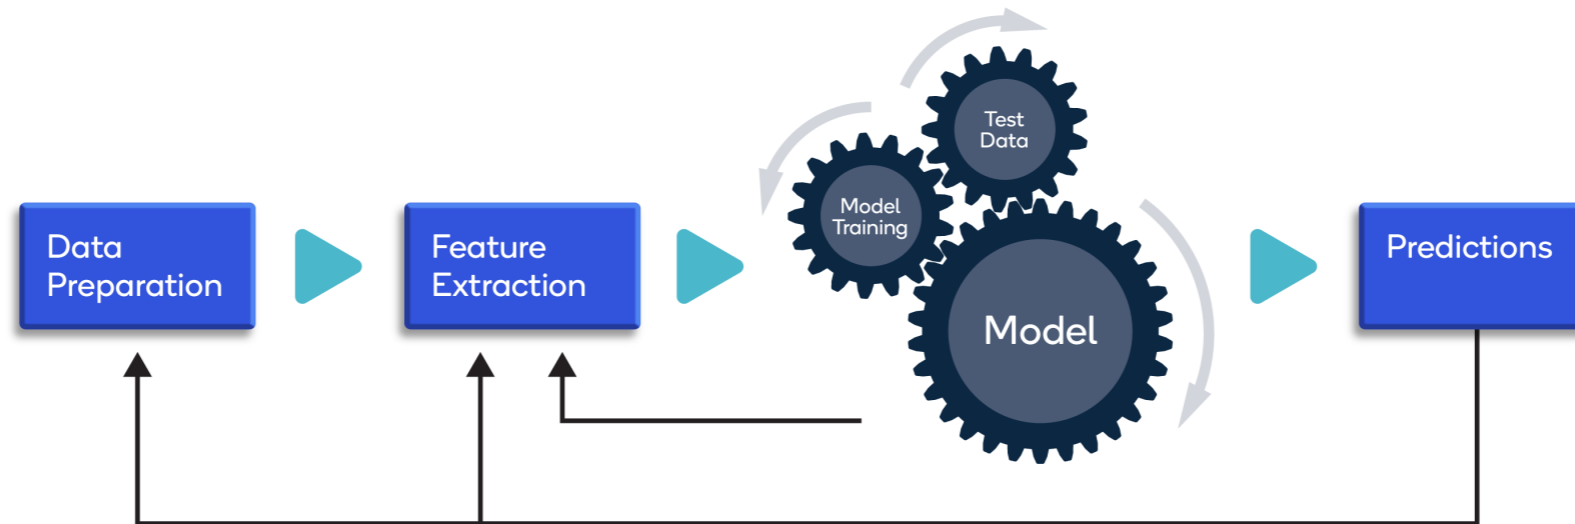 Data
Preparation
Feature
Extraction
Model
Training
Test
Data
Model
Predictions